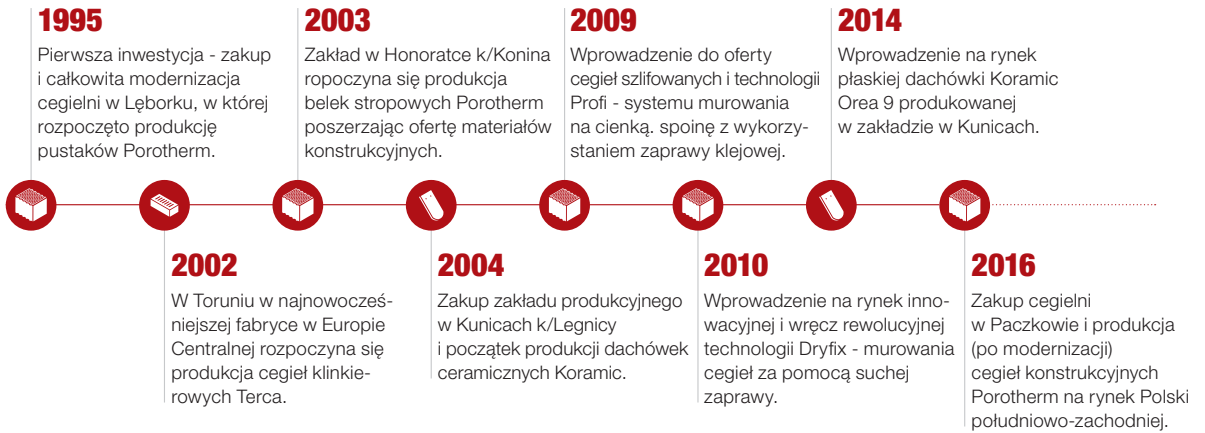 1995
Pierwsza inwestycja - zakup
i całkowita modernizacja
cegielni w Lęborku, w której
rozpoczęto produkcję
pustaków Porotherm.
2003
Zakład w Honoratce k/Konina
ropoczyna się produkcja
belek stropowych Porotherm
poszerzając ofertę materiałów
konstrukcyjnych.
2009
Wprowadzenie do oferty
cegieł szlifowanych i technologii
Profi - systemu murowania
na cienką. spoinę z wykorzy-
staniem zaprawy klejowej.
2014
Wprowadzenie na rynek
płaskiej dachówki Koramic
Orea 9 produkowanej
w zakładzie w Kunicach.
2002
W Toruniu w najnowocześ-
niejszej fabryce w Europie
Centralnej rozpoczyna się
produkcja cegieł klinkie-
rowych Terca.
2004
Zakup zakładu produkcyjnego
w Kunicach k/Legnicy
i początek produkcji dachówek
ceramicznych Koramic.
2010
Wprowadzenie na rynek inno-
wacyjnej i wręcz rewolucyjnej
technologii Dryfix - murowania
cegieł za pomocą suchej
zaprawy.
2016
Zakup cegielni
w Paczkowie i produkcja
(po modernizacji)
cegieł konstrukcyjnych
Porotherm na rynek Polski
południowo-zachodniej.